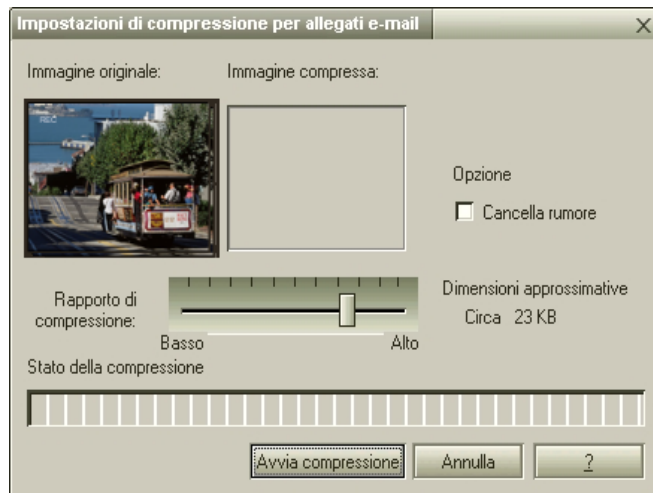 Impostazioni di compressione per allegati e-mail
Immagine originale: Immagine compressa:
REC
Opzione
Cancella rumore
Rapporto di compressione:
Basso Alto
Dimensioni approssimative
Circa 23 KB
Stato della compressione
Avvia compressione Annulla ?